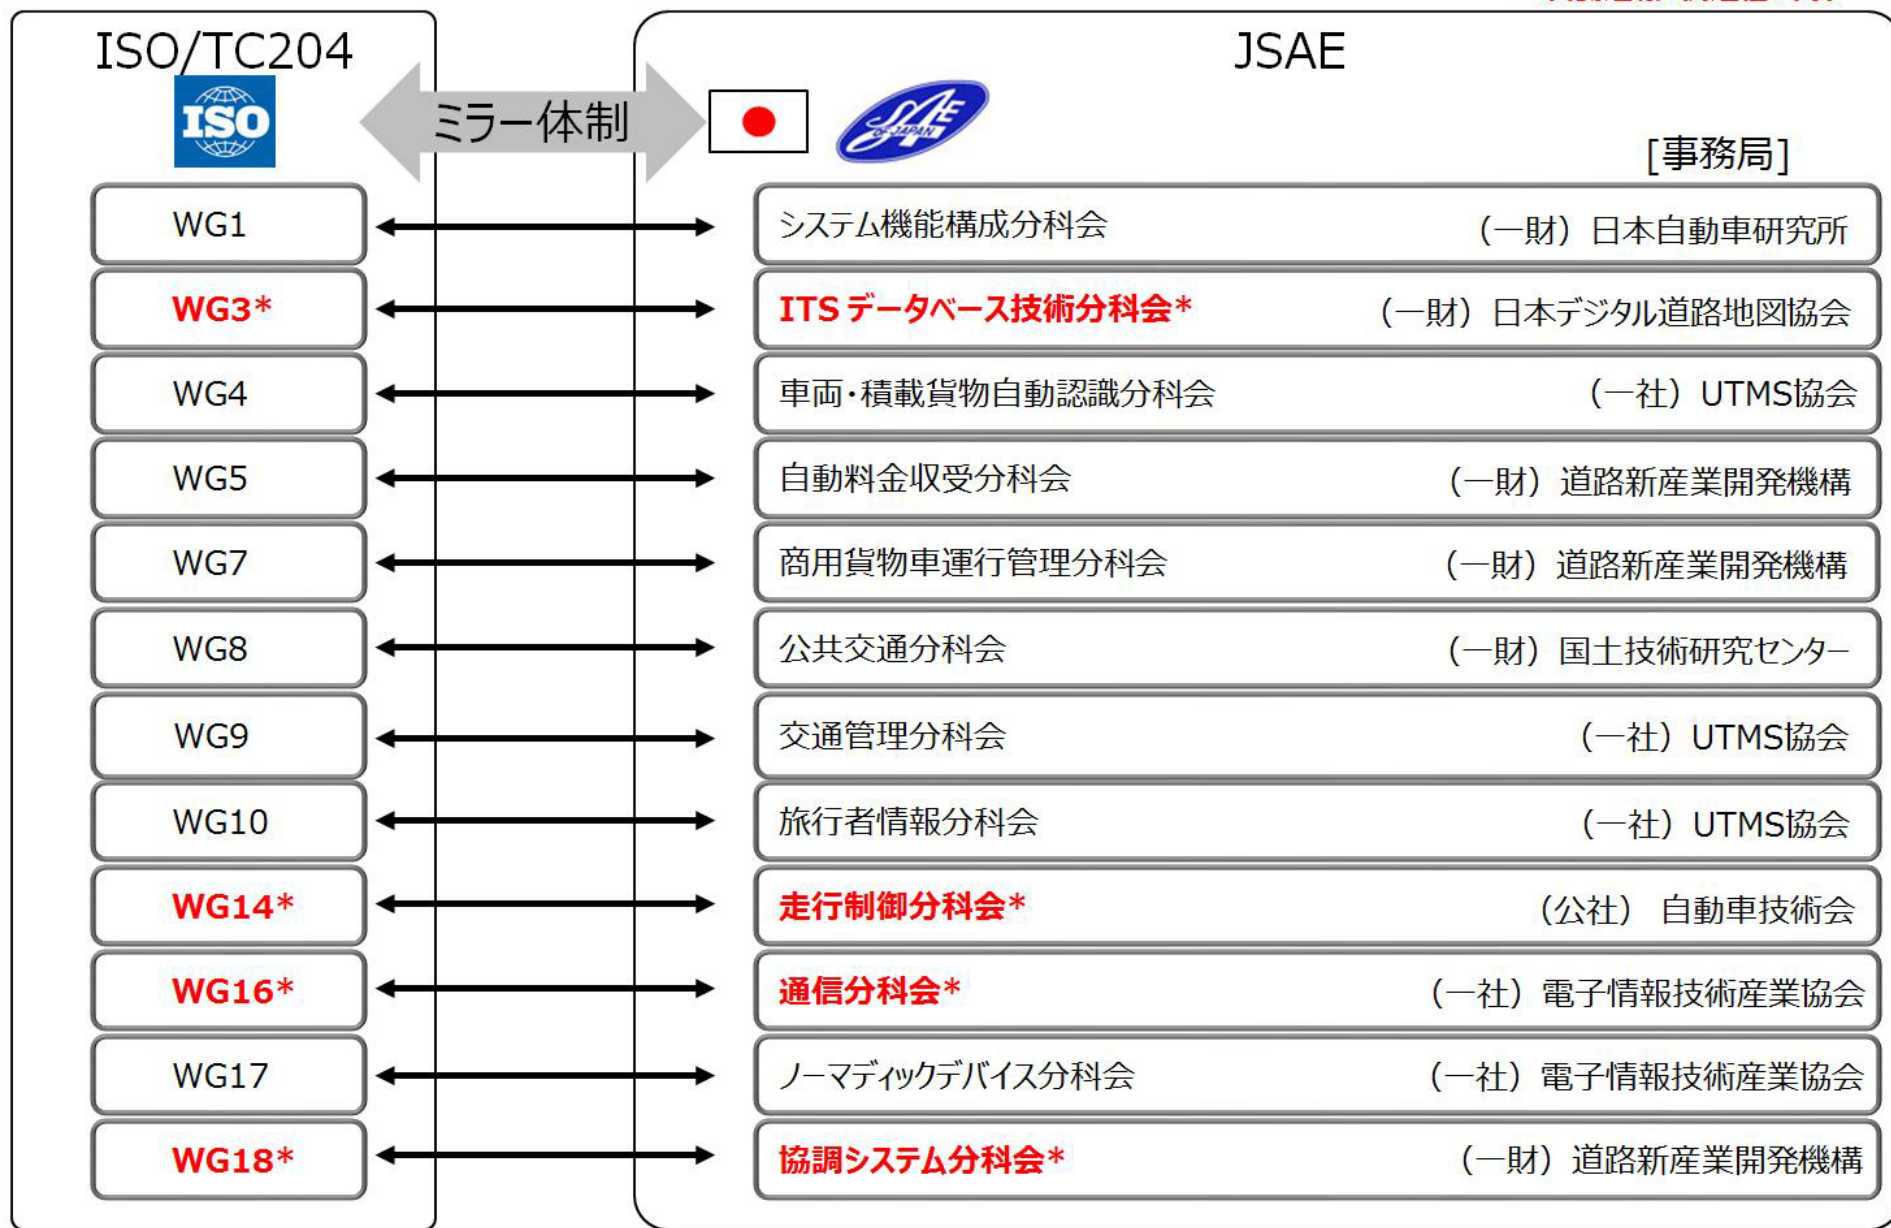 ISO/TC204
JSAE
ISO
ミラー体制
SAE
OF JAPAN
[事務局]
WG1
システム機能構成分科会 （一財）日本自動車研究所
WG3*
ITS データベース技術分科会* （一財）日本デジタル道路地図協会
WG4
車両・積載貨物自動認識分科会 （一社）UTMS協会
WG5
自動料金収受分科会 （一財）道路新産業開発機構
WG7
商用貨物車運行管理分科会 （一財）道路新産業開発機構
WG8
公共交通分科会 （一財）国土技術研究センター
WG9
交通管理分科会 （一社）UTMS協会
WG10
旅行者情報分科会 （一社）UTMS協会
WG14*
走行制御分科会* （公社） 自動車技術会
WG16*
通信分科会* （一社）電子情報技術産業協会
WG17
ノーマディックデバイス分科会 （一社）電子情報技術産業協会
WG18*
協調システム分科会* （一財）道路新産業開発機構